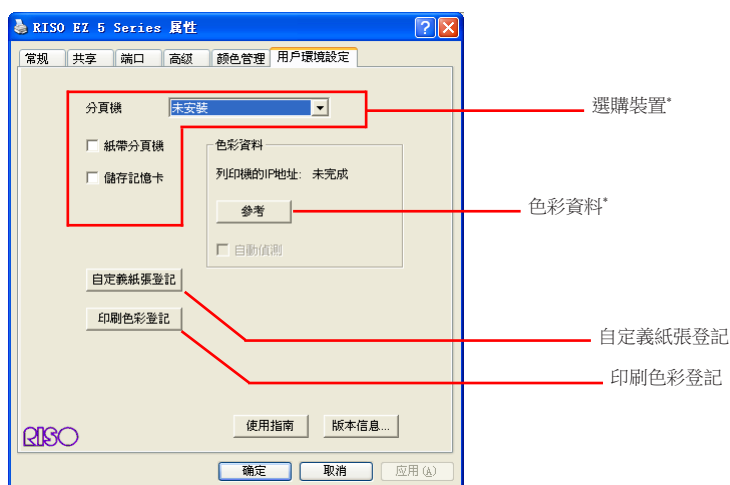 RISO EZ 5 Series 属性
常规 共享 端口 高级 颜色管理 用戶環境設定
分頁機 未安裝
選購裝置*
紙帶分頁機
色彩資料
儲存記憶卡
列印機的IP地址: 未完成
參考
色彩資料*
自動偵測
自定義紙張登記
印刷色彩登記
自定義紙張登記
印刷色彩登記
使用指南 版本信息...
RISO
确定 取消 应用(A)